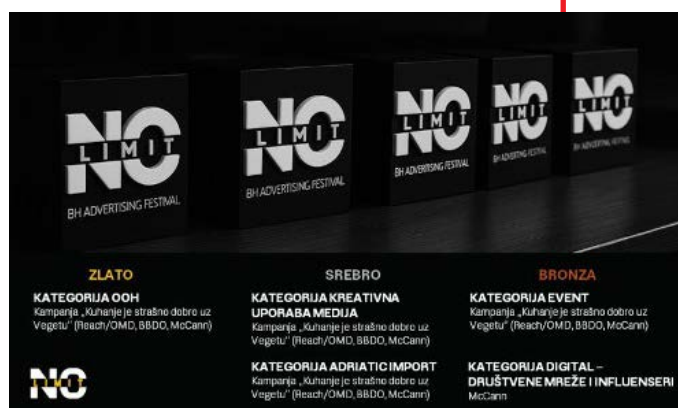 NO
LIMIT
BH ADVERTISING FESTIVAL
NO
LIMIT
BH ADVERTISING FESTIVAL
NO
LIMIT
BH ADVERTISING FESTIVAL
NO
LIMIT
BH ADVERTISING FESTIVAL
NO
LIMIT
BH ADVERTISING FESTIVAL
ZLATO
KATEGORIJA OOH
Kampanja „Kuhanje je strašno dobro uz
Vegetu" (Reach/OMD, BBDO, McCann)
SREBRO
KATEGORIJA KREATIVNA
UPORABA MEDIJA
Kampanja „Kuhanje je strašno dobro uz
Vegetu" (Reach/OMD, BBDO, McCann)
KATEGORIJA ADRIATIC IMPORT
Kampanja „Kuhanje je strašno dobro uz
Vegetu" (Reach/OMD, BBDO, McCann)
BRONZA
KATEGORIJA EVENT
Kampanja „Kuhanje je strašno dobro uz
Vegetu" (Reach/OMD, BBDO, McCann)
KATEGORIJA DIGITAL –
DRUŠTVENE MREŽE I INFLUENSERI
McCann
NO
LIMIT